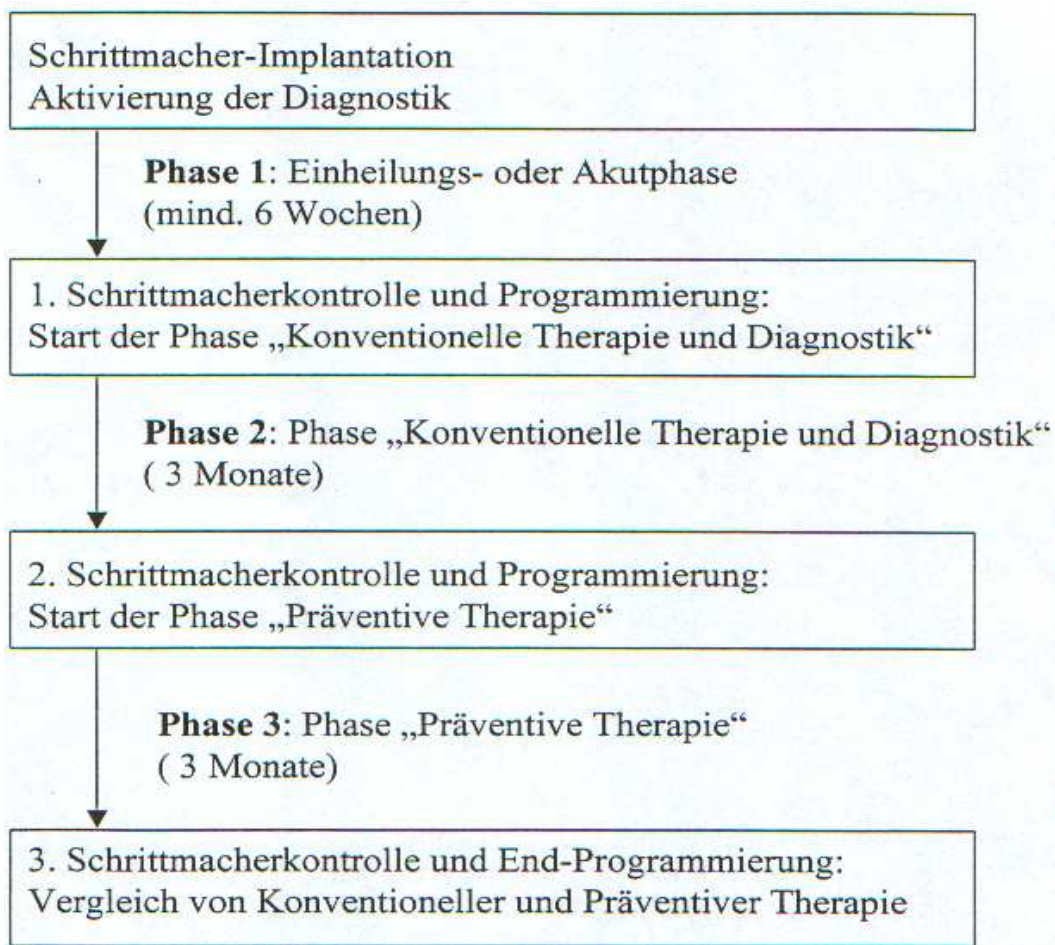 Schrittmacher-Implantation
Aktivierung der Diagnostik
Phase 1: Einheilungs- oder Akutphase
(mind. 6 Wochen)
1. Schrittmacherkontrolle und Programmierung:
Start der Phase „Konventionelle Therapie und Diagnostik“
Phase 2: Phase „Konventionelle Therapie und Diagnostik“
( 3 Monate)
2. Schrittmacherkontrolle und Programmierung:
Start der Phase „Präventive Therapie“
Phase 3: Phase „Präventive Therapie“
( 3 Monate)
3. Schrittmacherkontrolle und End-Programmierung:
Vergleich von Konventioneller und Präventiver Therapie